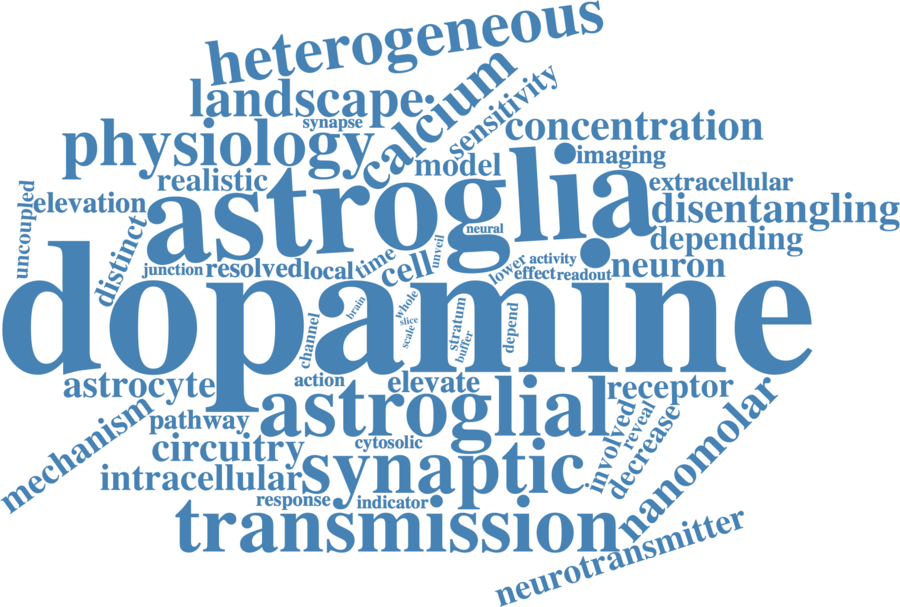 heterogeneous
landscape
calcium
sensitivity
synapse
physiology
concentration
model
imaging
realistic
astroglia
extracellular
uncoupled
elevation
disentangling
distinct
neural
depending
junction
resolved
local
time
cell
unveil
lower
activity
effect
readout
neuron
dopamine
brain
whole
slice
scale
stratum
buffer
depend
channel
astrocyte
action
elevate
receptor
mechanism
pathway
astroglial
involved
reveal
decrease
nanomolar
circuitry
cytosolic
intracellular
synaptic
response
indicator
transmission
neurotransmitter